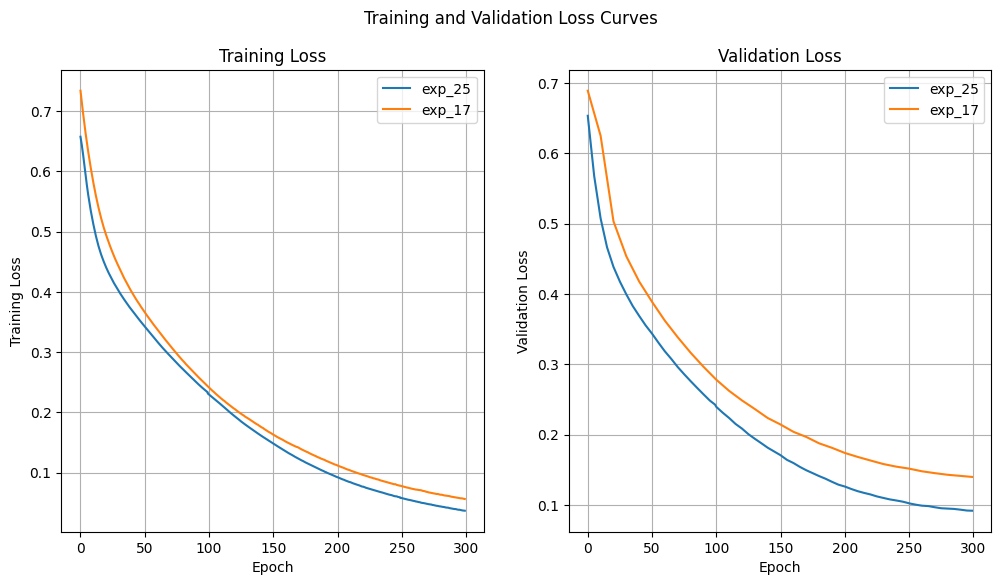 Training and Validation Loss Curves
Training Loss
exp_25
exp_17
0.7
0.6
0.5
0.4
0.3
0.2
0.1
Training Loss
0 50 100 150 200 250 300
Epoch
Validation Loss
exp_25
exp_17
0.7
0.6
0.5
0.4
0.3
0.2
0.1
Validation Loss
0 50 100 150 200 250 300
Epoch